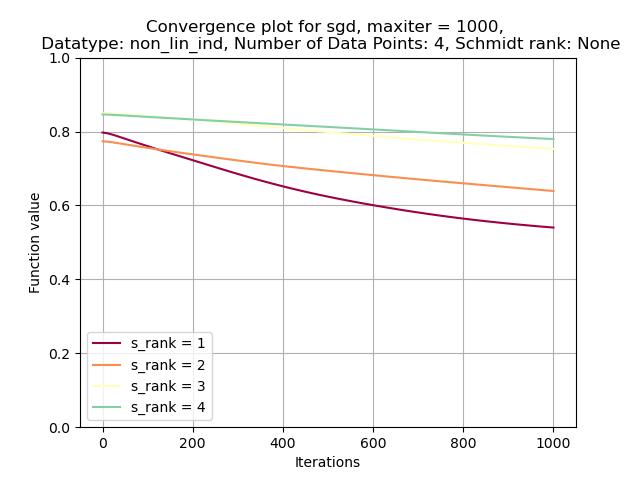 Convergence plot for sgd, maxiter = 1000,
Datatype: non_lin_ind, Number of Data Points: 4, Schmidt rank: None
1.0
0.8
0.6
0.4
0.2
0.0
Function value
s_rank = 1
s_rank = 2
s_rank = 3
s_rank = 4
0 200 400 600 800 1000
Iterations